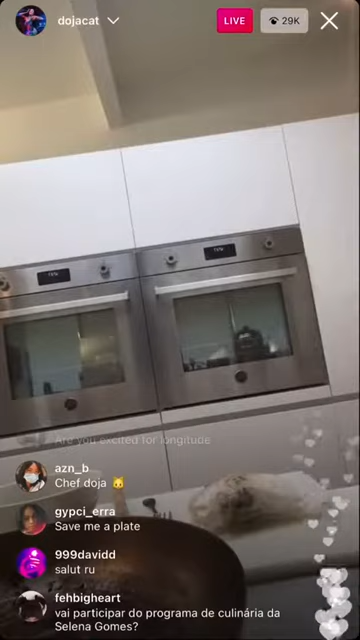 dojacat
LIVE
29K
Are you excited for longitude
azn_b
Chef doja 🐱
gypci_erra
Save me a plate
999davidd
salut ru
fehbigheart
vai participar do programa de culinária da
Selena Gomes?